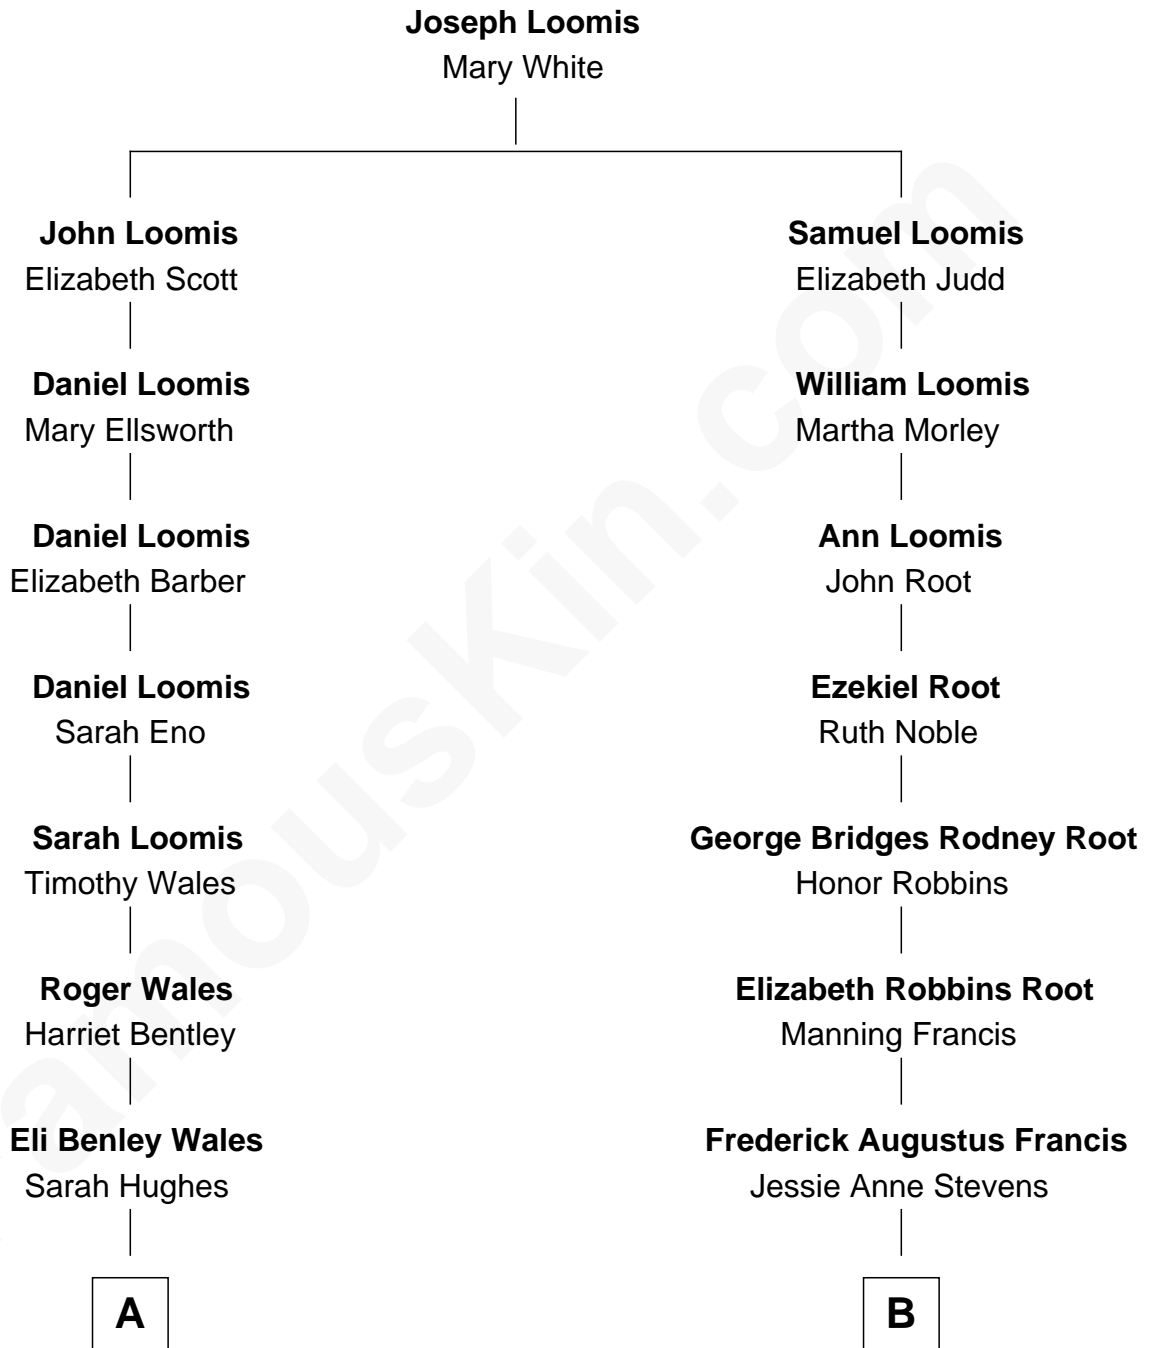 Joseph Loomis
Mary White
John Loomis
Elizabeth Scott
Daniel Loomis
Mary Ellsworth
Daniel Loomis
Elizabeth Barber
Daniel Loomis
Sarah Eno
Sarah Loomis
Timothy Wales
Roger Wales
Harriet Bentley
Eli Benley Wales
Sarah Hughes
A
Samuel Loomis
Elizabeth Judd
William Loomis
Martha Morley
Ann Loomis
John Root
Ezekiel Root
Ruth Noble
George Bridges Rodney Root
Honor Robbins
Elizabeth Robbins Root
Manning Francis
Frederick Augustus Francis
Jessie Anne Stevens
B
amousKin.com